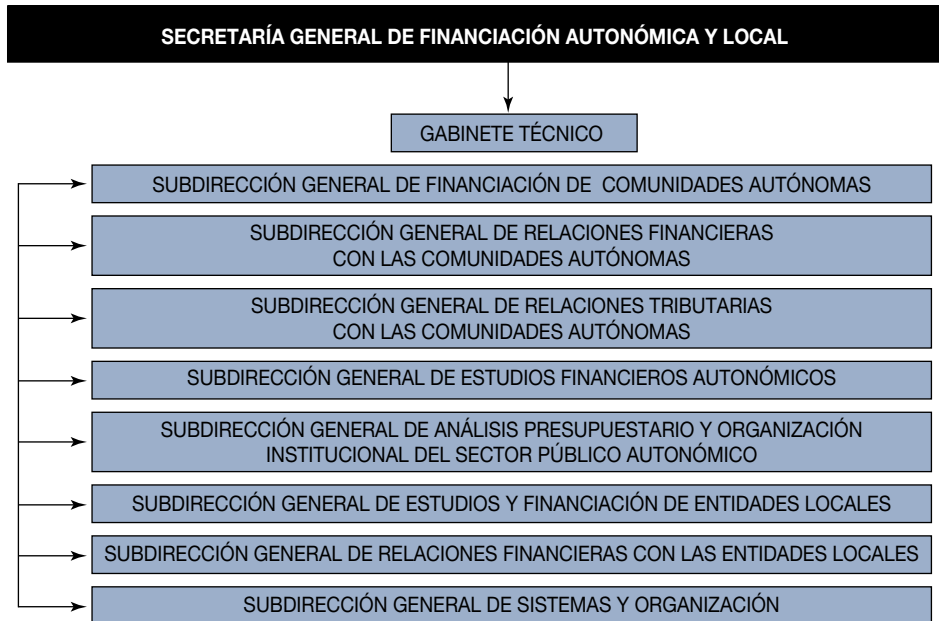 SECRETARÍA GENERAL DE FINANCIACIÓN AUTONÓMICA Y LOCAL
GABINETE TÉCNICO
SUBDIRECCIÓN GENERAL DE FINANCIACIÓN DE COMUNIDADES AUTÓNOMAS
SUBDIRECCIÓN GENERAL DE RELACIONES FINANCIERAS
CON LAS COMUNIDADES AUTÓNOMAS
SUBDIRECCIÓN GENERAL DE RELACIONES TRIBUTARIAS
CON LAS COMUNIDADES AUTÓNOMAS
SUBDIRECCIÓN GENERAL DE ESTUDIOS FINANCIEROS AUTONÓMICOS
SUBDIRECCIÓN GENERAL DE ANÁLISIS PRESUPUESTARIO Y ORGANIZACIÓN
INSTITUCIONAL DEL SECTOR PÚBLICO AUTONÓMICO
SUBDIRECCIÓN GENERAL DE ESTUDIOS Y FINANCIACIÓN DE ENTIDADES LOCALES
SUBDIRECCIÓN GENERAL DE RELACIONES FINANCIERAS CON LAS ENTIDADES LOCALES
SUBDIRECCIÓN GENERAL DE SISTEMAS Y ORGANIZACIÓN